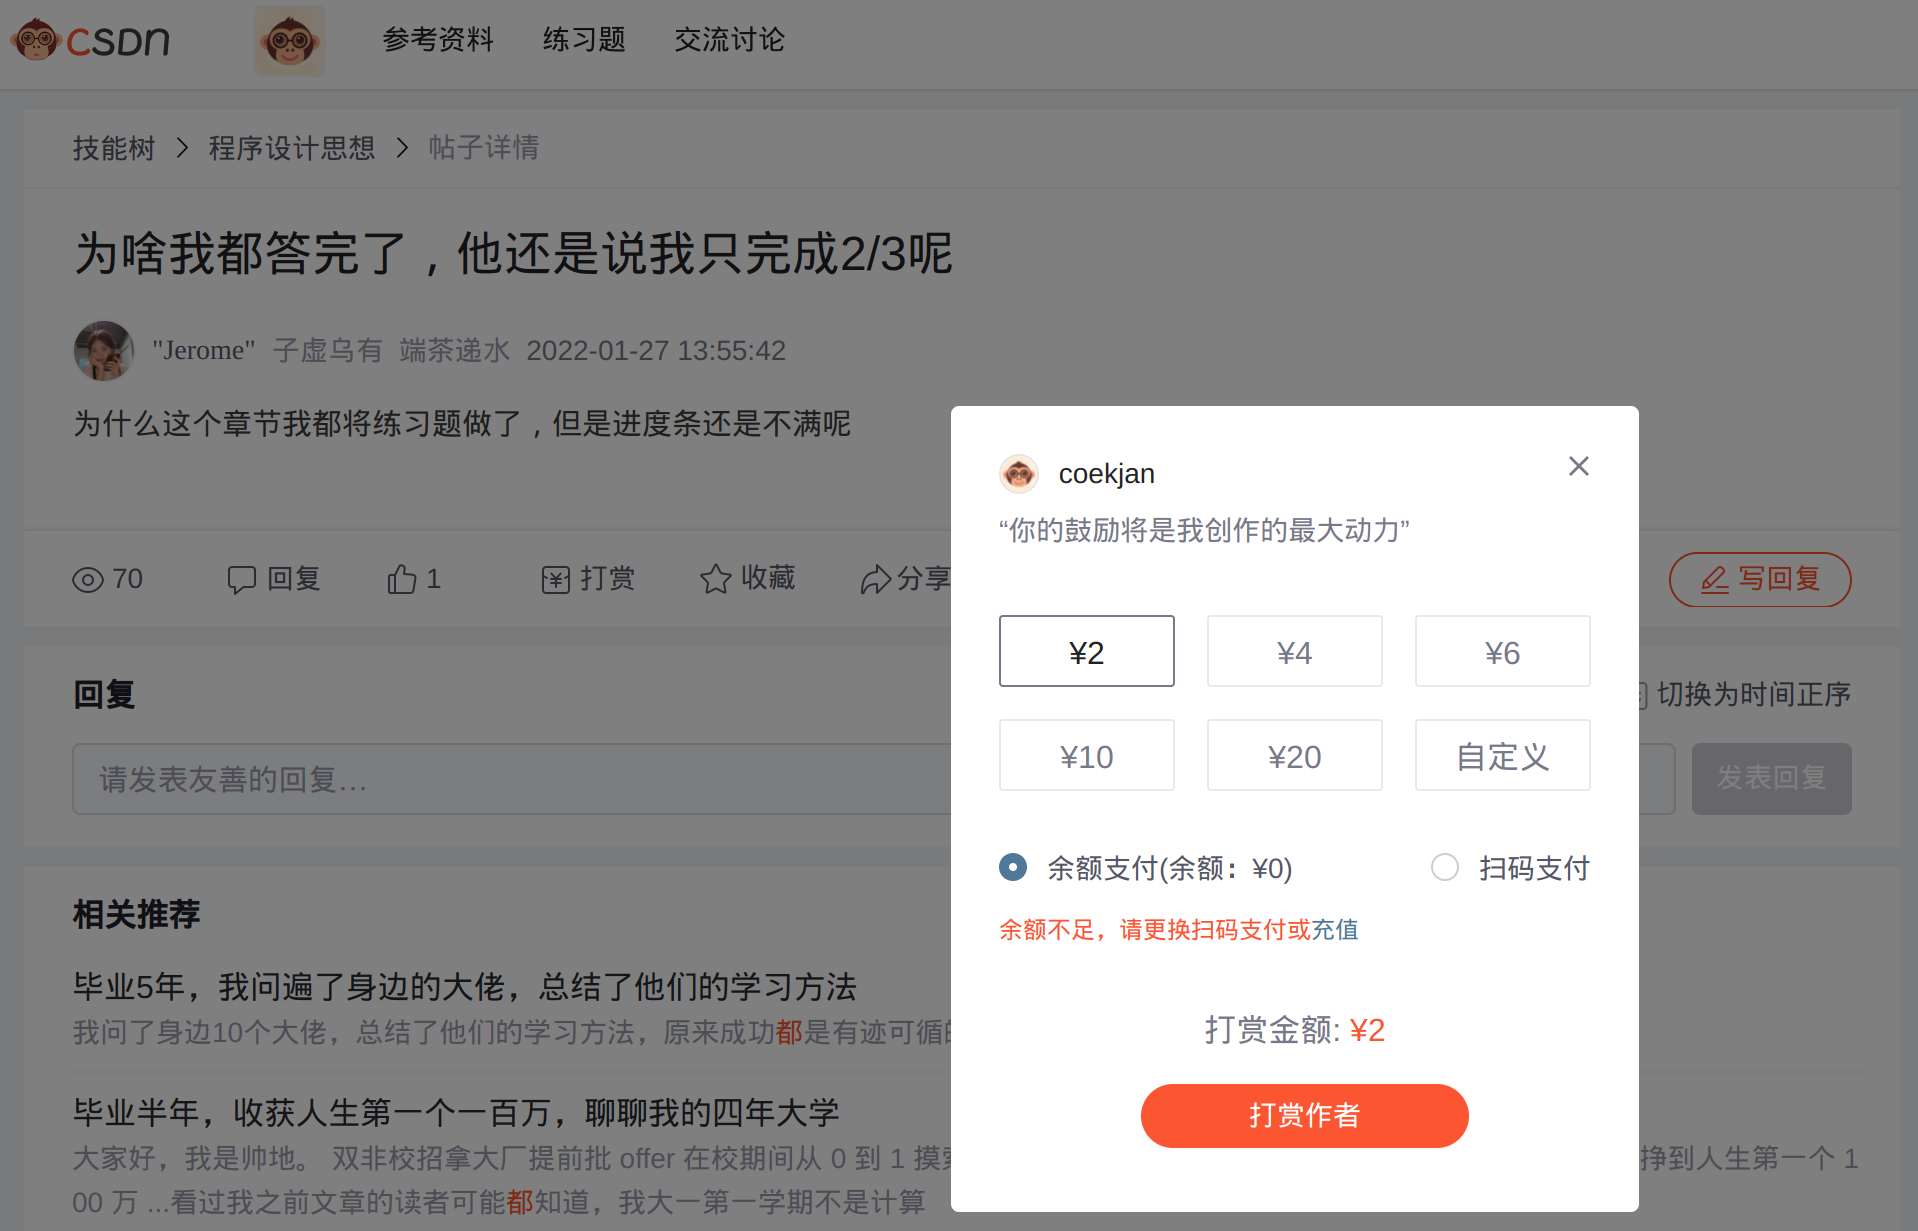 CSDN 参考资料 练习题 交流讨论
技能树 > 程序设计思想 > 帖子详情
为啥我都答完了，他还是说我只完成2/3呢
"Jerome" 子虚乌有 端茶递水 2022-01-27 13:55:42
为什么这个章节我都将练习题做了，但是进度条还是不满呢
70 回复 1 打赏 收藏 分享
写回复
回复
切换为时间正序
请发表友善的回复…
发表回复
相关推荐
毕业5年，我问遍了身边的大佬，总结了他们的学习方法
我问了身边10个大佬，总结了他们的学习方法，原来成功都是有迹可循
毕业半年，收获人生第一个一百万，聊聊我的四年大学
大家好，我是帅地。 双非校招拿大厂提前批 offer 在校期间从 0 到 1 摸
挣到人生第一个 1
00 万 ...看过我之前文章的读者可能都知道，我大一第一学期不是计算
coekjan
“你的鼓励将是我创作的最大动力”
¥2 ¥4 ¥6
¥10 ¥20 自定义
余额支付(余额：¥0) 扫码支付
余额不足，请更换扫码支付或充值
打赏金额: ¥2
打赏作者